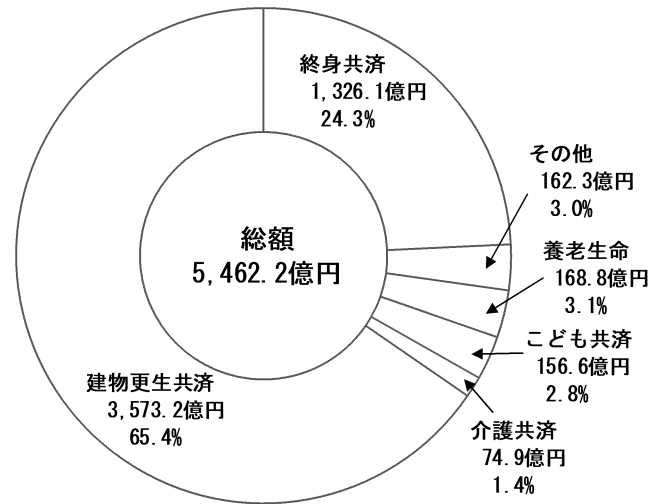 終身共済
1,326.1億円
24.3%
その他
162.3億円
3.0%
養老生命
168.8億円
3.1%
こども共済
156.6億円
2.8%
介護共済
74.9億円
1.4%
建物更生共済
3,573.2億円
65.4%
総額
5,462.2億円